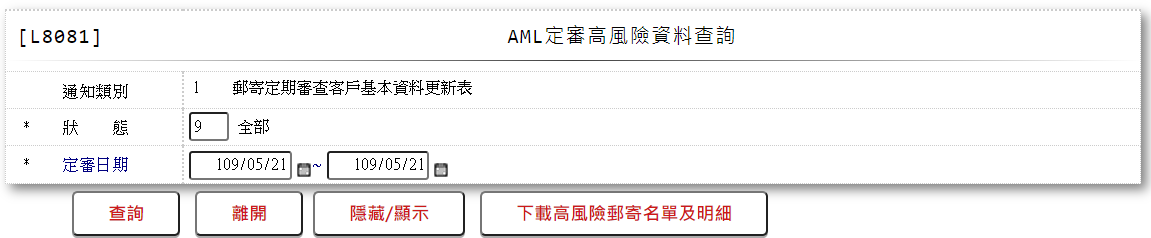 [L8081] AML定審高風險資料查詢
通知類別 1 郵寄定期審查客戶基本資料更新表
* 狀 態 9 全部
* 定審日期 109/05/21 ~ 109/05/21
查詢 離開 隱藏/顯示 下載高風險郵寄名單及明細